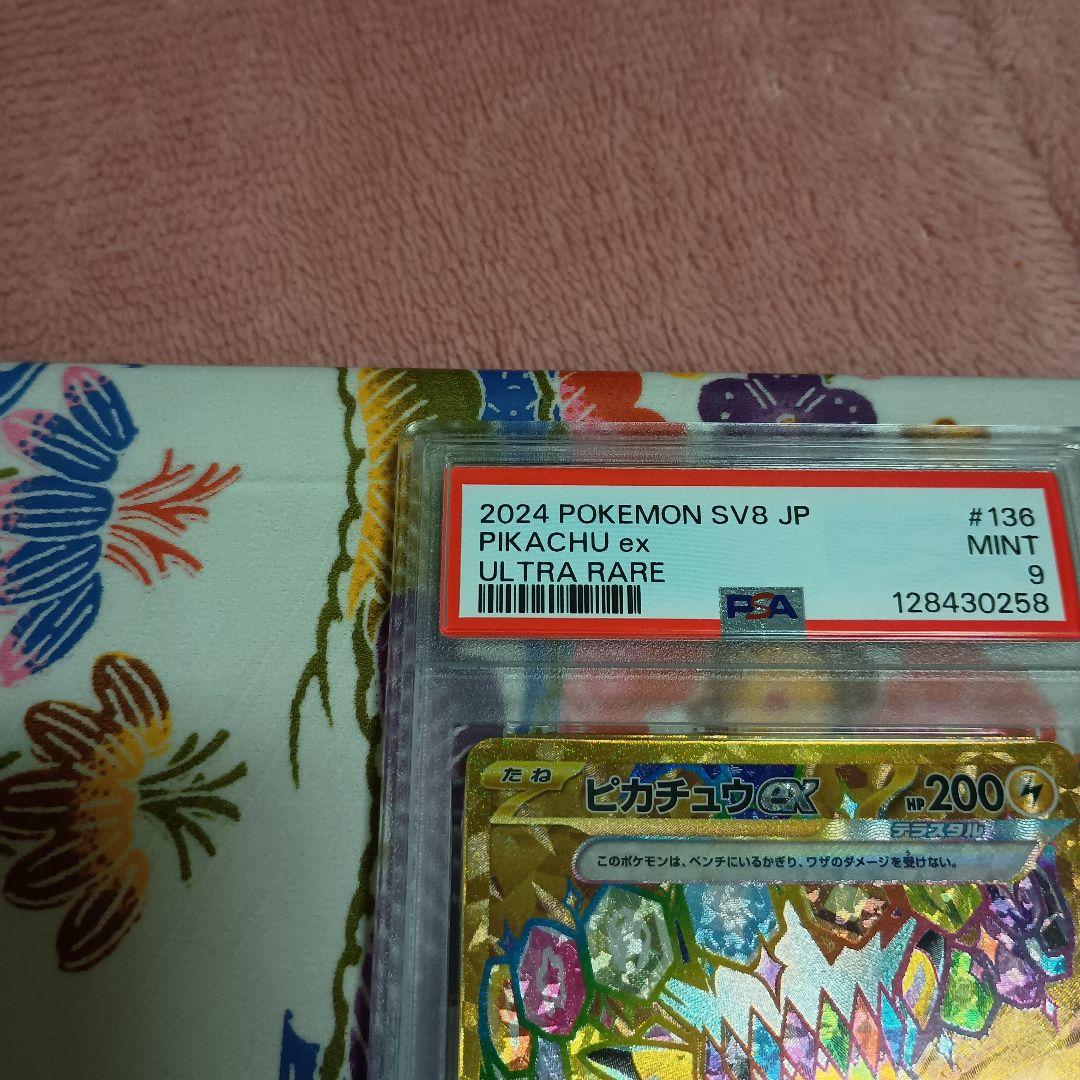 2024 POKEMON SV8 JP #136
PIKACHU ex MINT
ULTRA RARE 9
PSA 128430258
たね ピカチュウex HP200
テラスタル
このポケモンは、ベンチにいるかぎり、ワザのダメージを受けない。